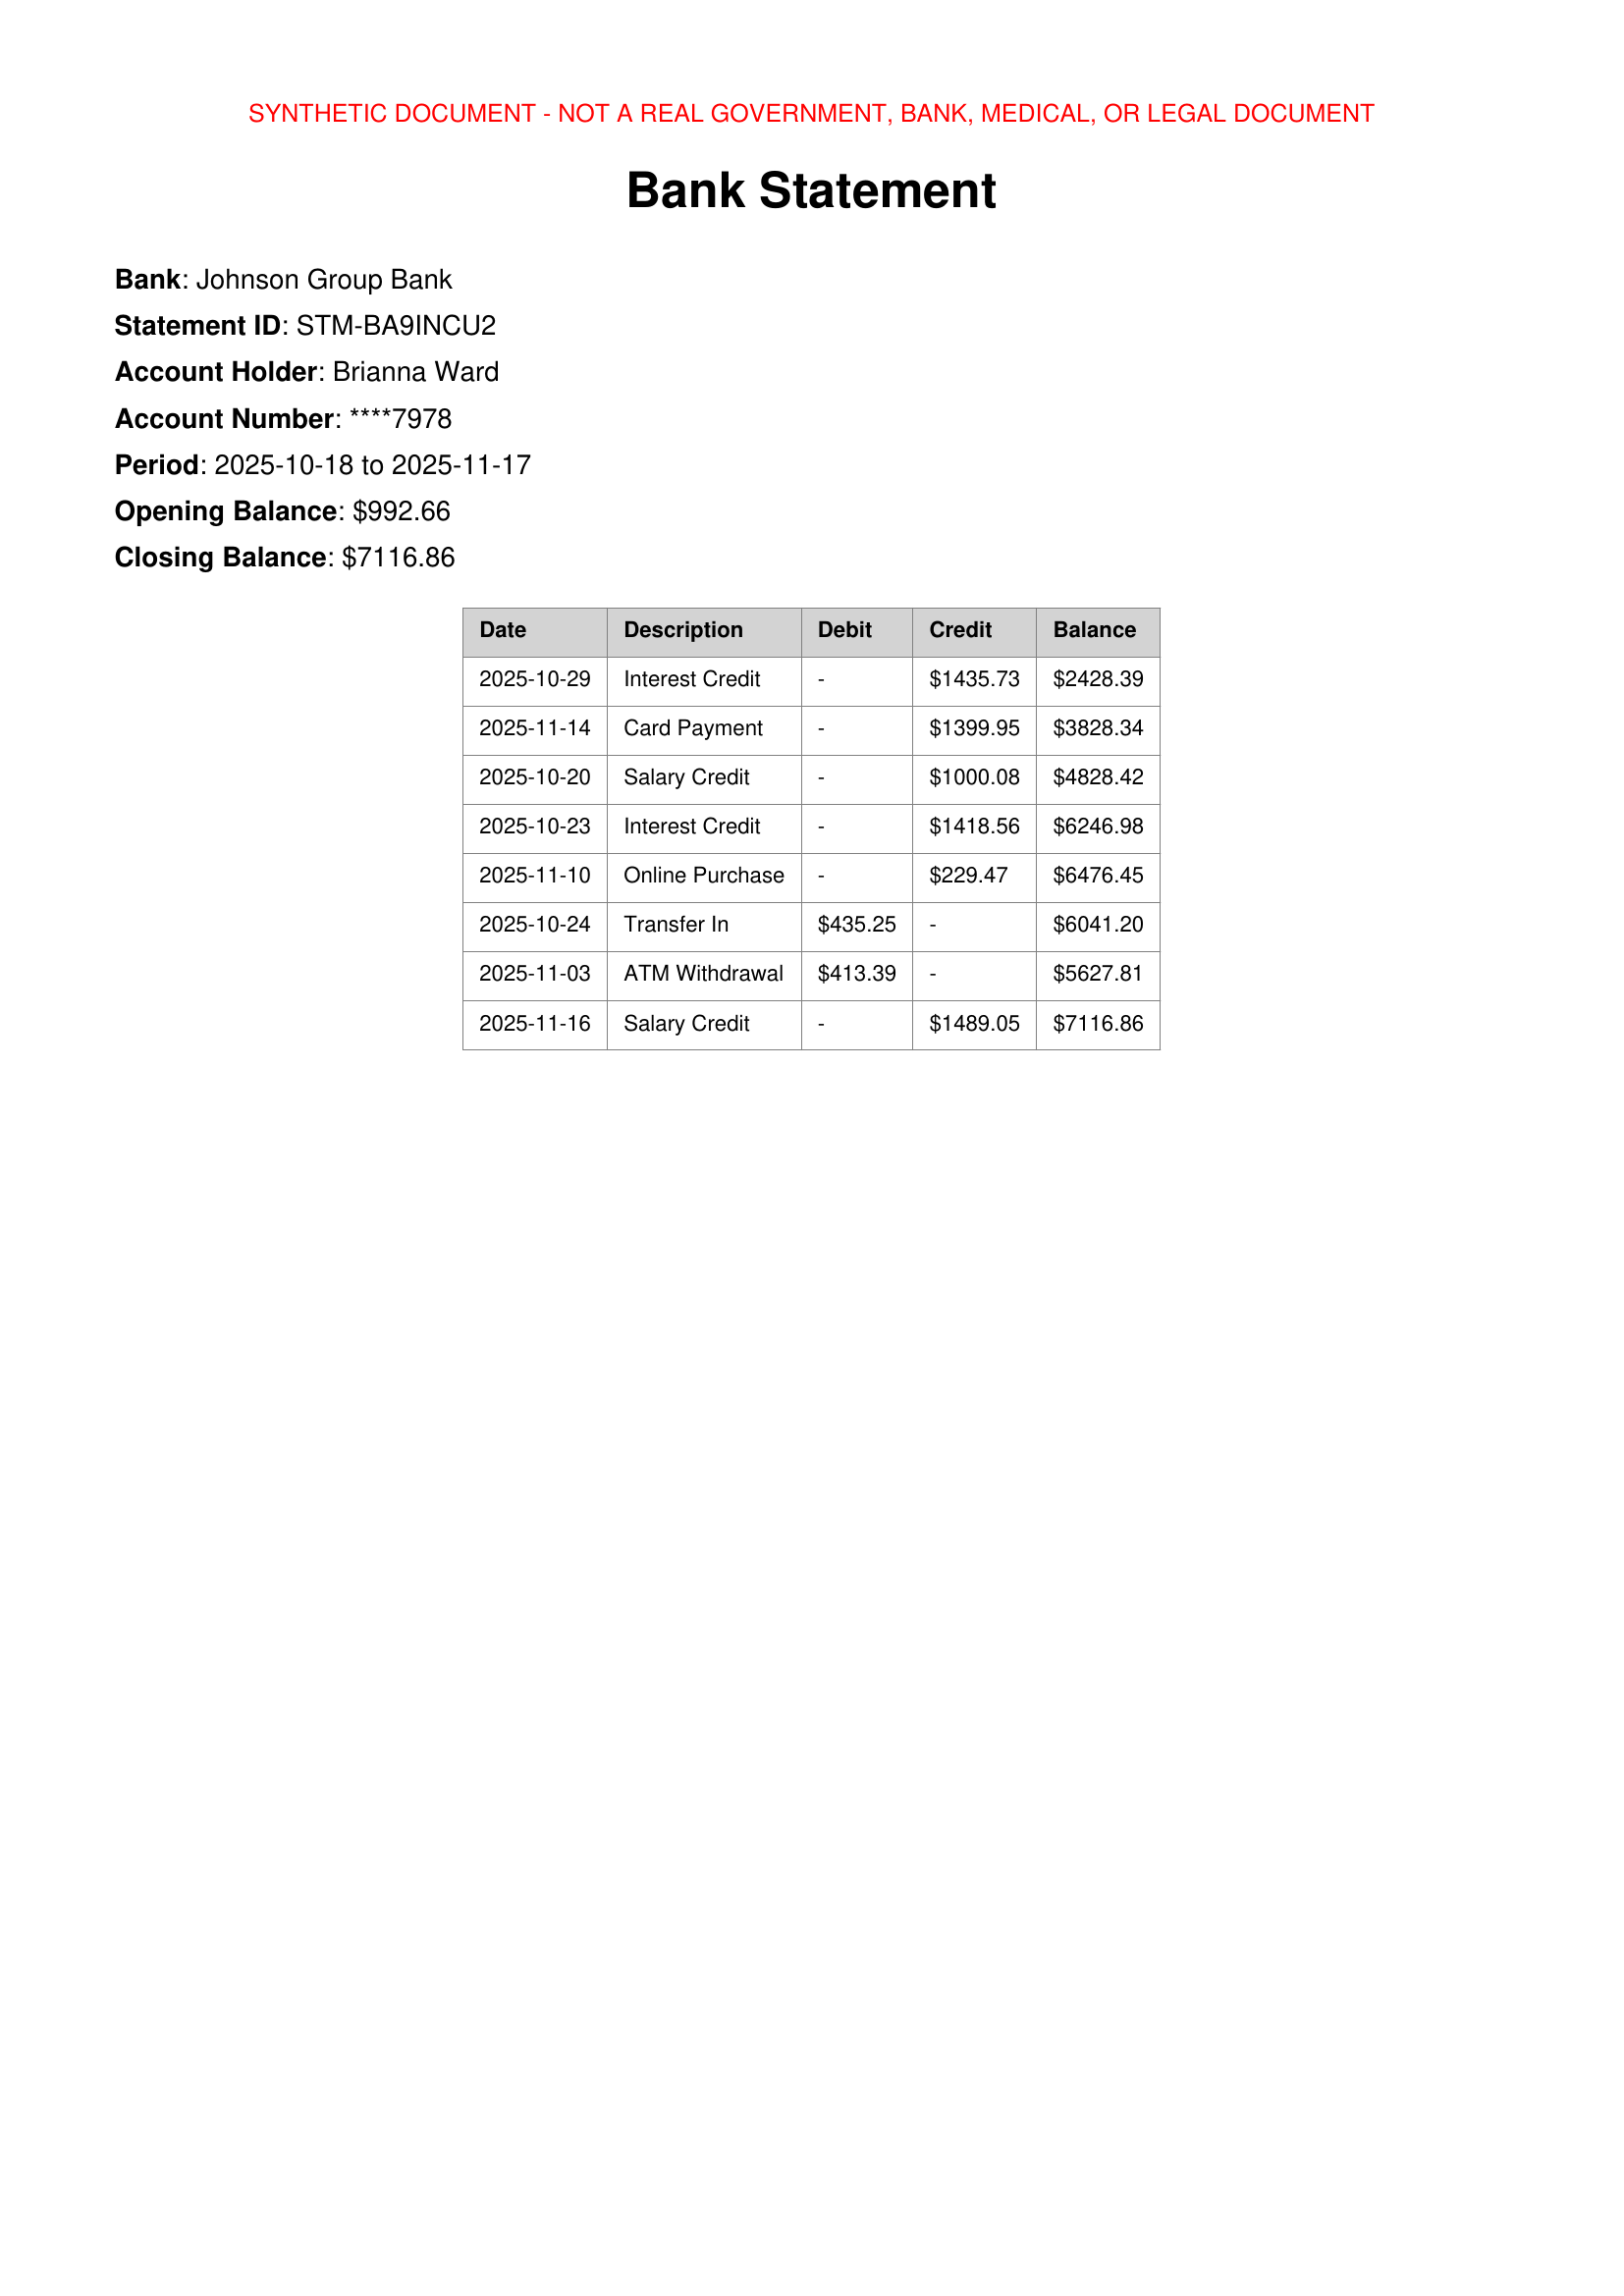 SYNTHETIC DOCUMENT - NOT A REAL GOVERNMENT, BANK, MEDICAL, OR LEGAL DOCUMENT
Bank Statement
Bank: Johnson Group Bank
Statement ID: STM-BA9INCU2
Account Holder: Brianna Ward
Account Number: ****7978
Period: 2025-10-18 to 2025-11-17
Opening Balance: $992.66
Closing Balance: $7116.86
Date Description Debit Credit Balance
2025-10-29 Interest Credit - $1435.73 $2428.39
2025-11-14 Card Payment - $1399.95 $3828.34
2025-10-20 Salary Credit - $1000.08 $4828.42
2025-10-23 Interest Credit - $1418.56 $6246.98
2025-11-10 Online Purchase - $229.47 $6476.45
2025-10-24 Transfer In $435.25 - $6041.20
2025-11-03 ATM Withdrawal $413.39 - $5627.81
2025-11-16 Salary Credit - $1489.05 $7116.86